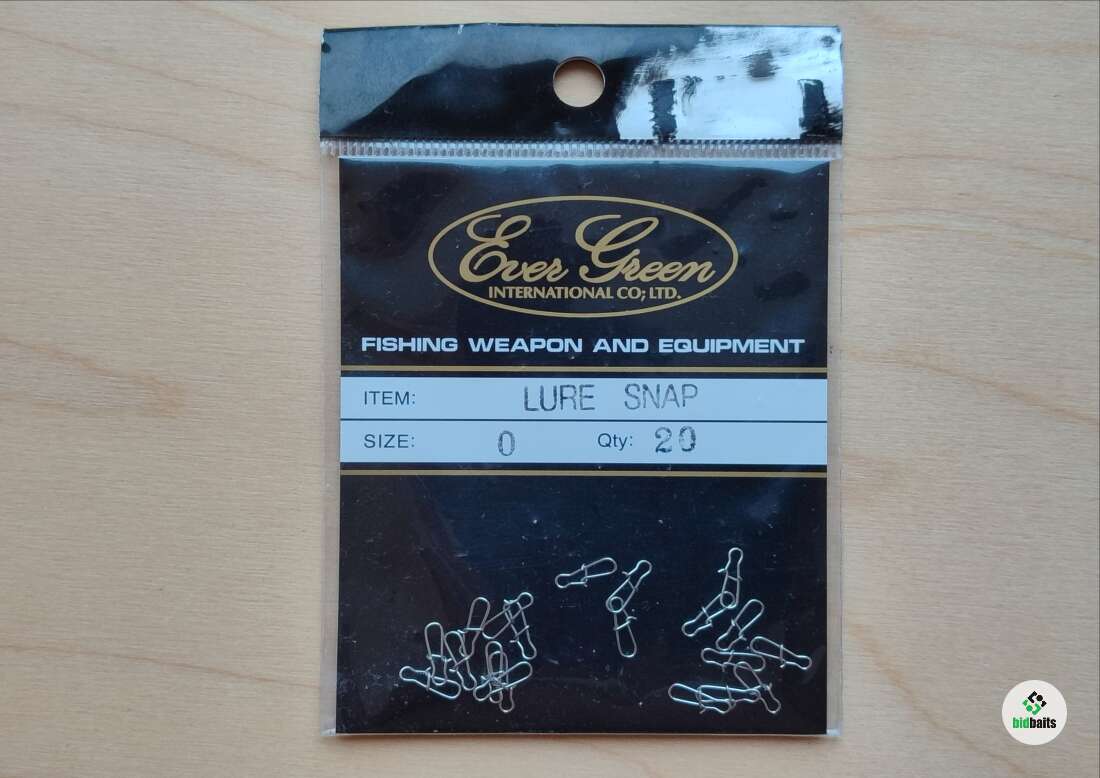 Ever Green
INTERNATIONAL CO; LTD.
FISHING WEAPON AND EQUIPMENT
ITEM: LURE SNAP
SIZE: 0 Qty: 20
bidbaits